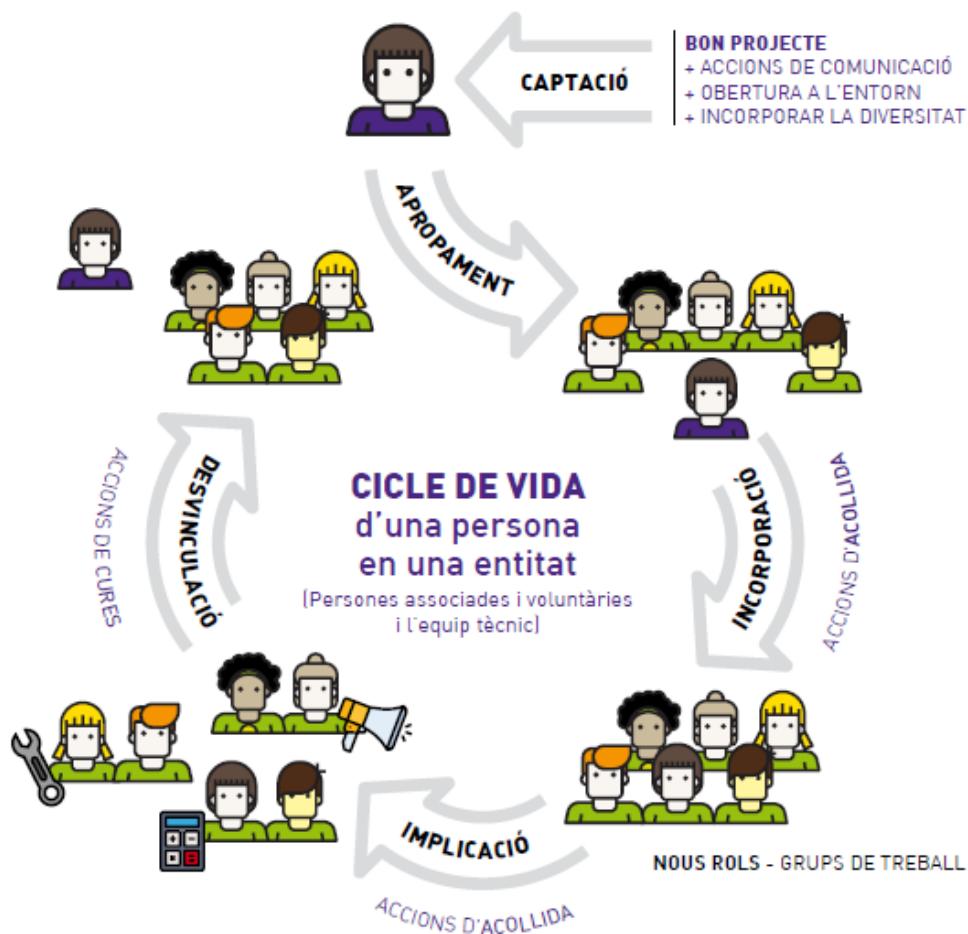 BON PROJECTE
+ ACCIONS DE COMUNICACIÓ
+ OBERTURA A L'ENTORN
+ INCORPORAR LA DIVERSITAT
CAPTACIÓ
APROPAMENT
INCORPORACIÓ
ACCIONS D'ACOLLIDA
CICLE DE VIDA
d'una persona
en una entitat
(Persones associades i voluntàries
i l'equip tècnic)
NOUS ROLS - GRUPS DE TREBALL
IMPLICACIÓ
ACCIONS D'ACOLLIDA
DESVINCULACIÓ
ACCIONS DE CURES